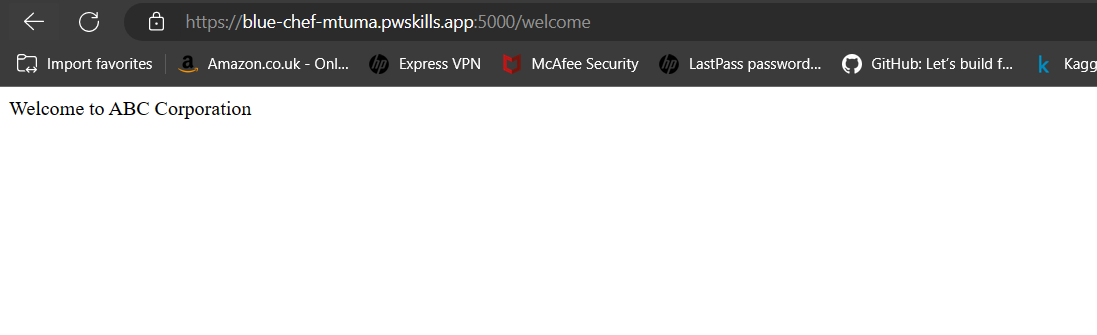 https://blue-chef-mtuma.pwskills.app:5000/welcome
Import favorites Amazon.co.uk - Onl... Express VPN McAfee Security LastPass password... GitHub: Let's build f... Kagg
Welcome to ABC Corporation